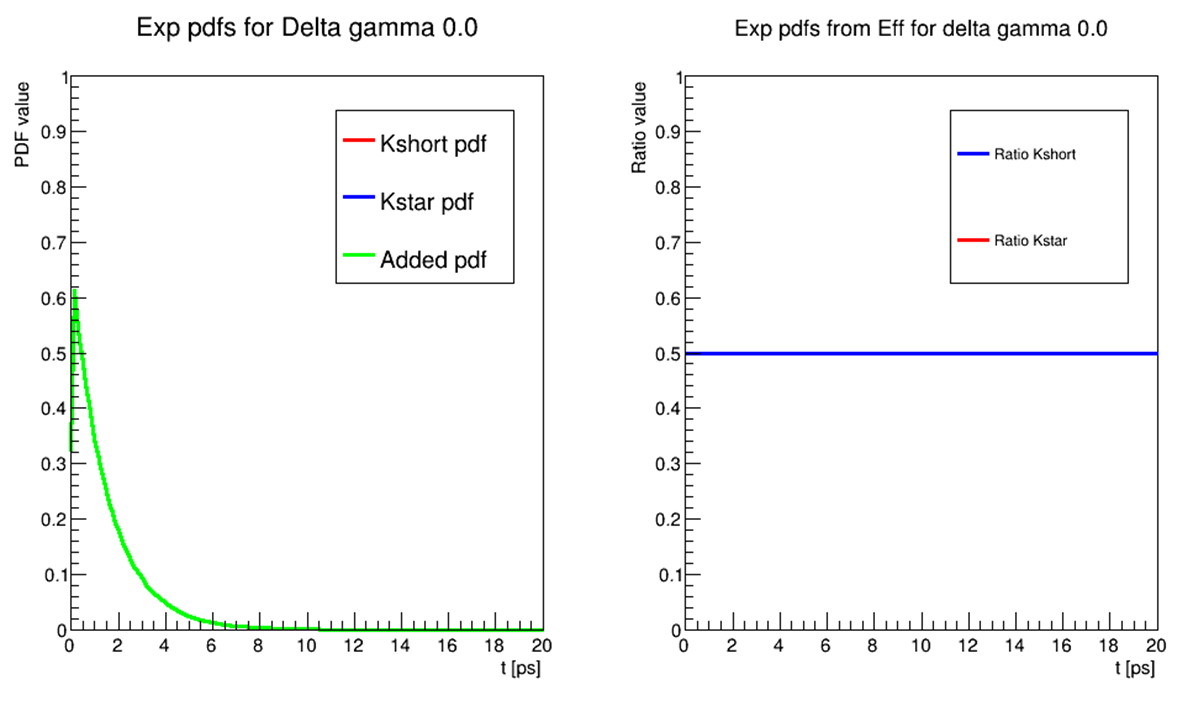 Exp pdfs for Delta gamma 0.0
PDF value
1
0.9
0.8
0.7
0.6
0.5
0.4
0.3
0.2
0.1
0
Kshort pdf
Kstar pdf
Added pdf
0 2 4 6 8 10 12 14 16 18 20
t [ps]
Exp pdfs from Eff for delta gamma 0.0
Ratio value
1
0.9
0.8
0.7
0.6
0.5
0.4
0.3
0.2
0.1
0
Ratio Kshort
Ratio Kstar
0 2 4 6 8 10 12 14 16 18 20
t [ps]